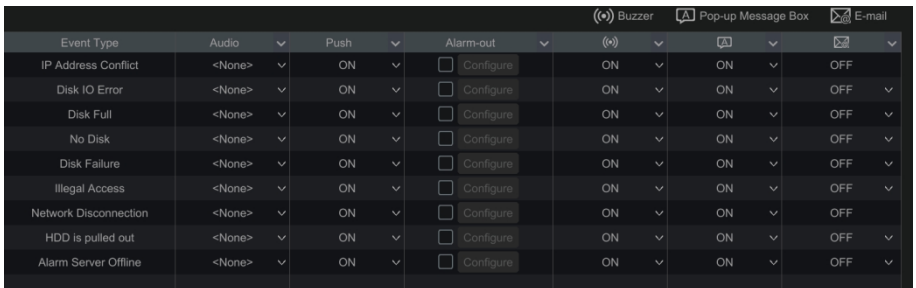 Buzzer Pop-up Message Box E-mail
Event Type Audio Push Alarm-out
IP Address Conflict <None> ON Configure ON ON OFF
Disk IO Error <None> ON Configure ON ON OFF
Disk Full <None> ON Configure ON ON OFF
No Disk <None> ON Configure ON ON OFF
Disk Failure <None> ON Configure ON ON OFF
Illegal Access <None> ON Configure ON ON OFF
Network Disconnection <None> ON Configure ON ON OFF
HDD is pulled out <None> ON Configure ON ON OFF
Alarm Server Offline <None> ON Configure ON ON OFF